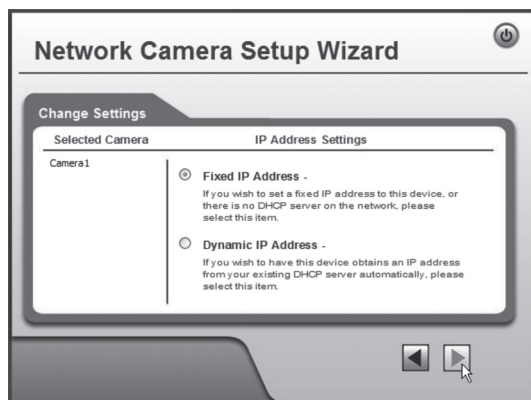 Network Camera Setup Wizard
Change Settings
Selected Camera
IP Address Settings
Camera1
Fixed IP Address -
If you wish to set a fixed IP address to this device, or
there is no DHCP server on the network, please
select this item.
Dynamic IP Address -
If you wish to have this device obtains an IP address
from your existing DHCP server automatically, please
select this item.